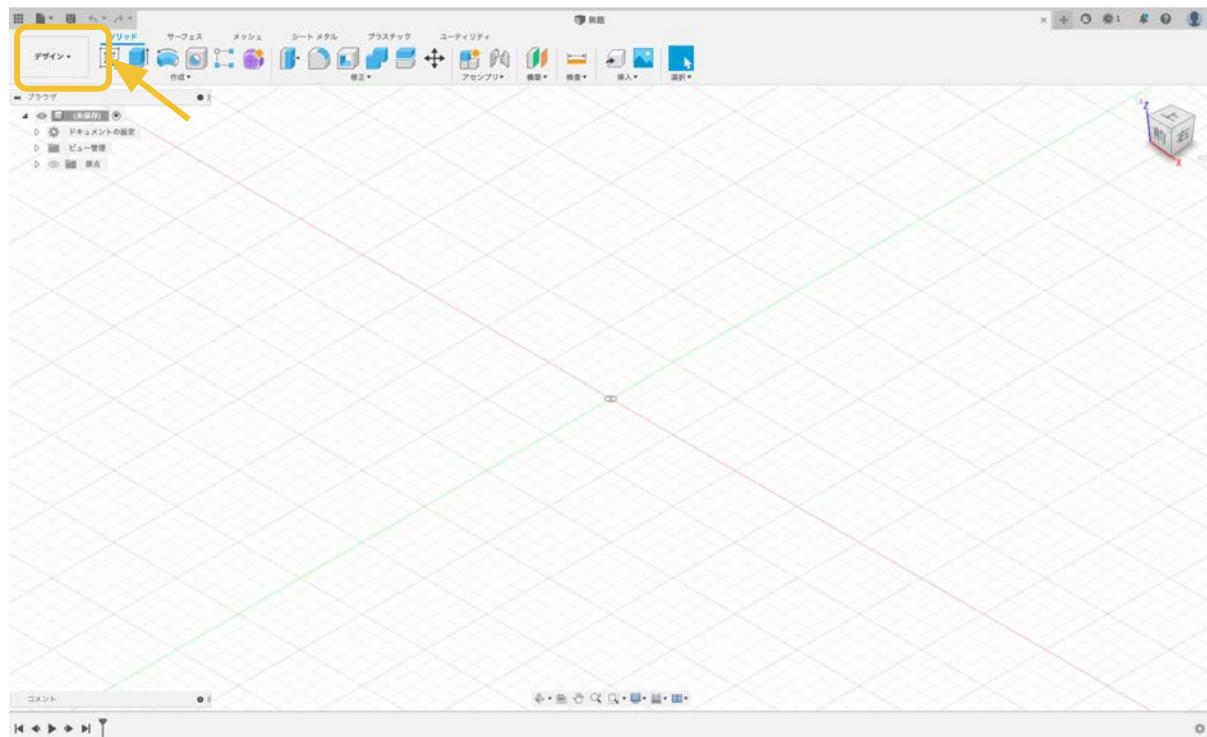 無題
1
デザイン
ソリッド サーフェス メッシュ シート メタル プラスチック ユーティリティ
作成 修正 アセンブリ 構築 検査 挿入 選択
ブラウザ
(未保存)
ドキュメントの設定
ビュー管理
原点
Z
上
前 右
X
コメント